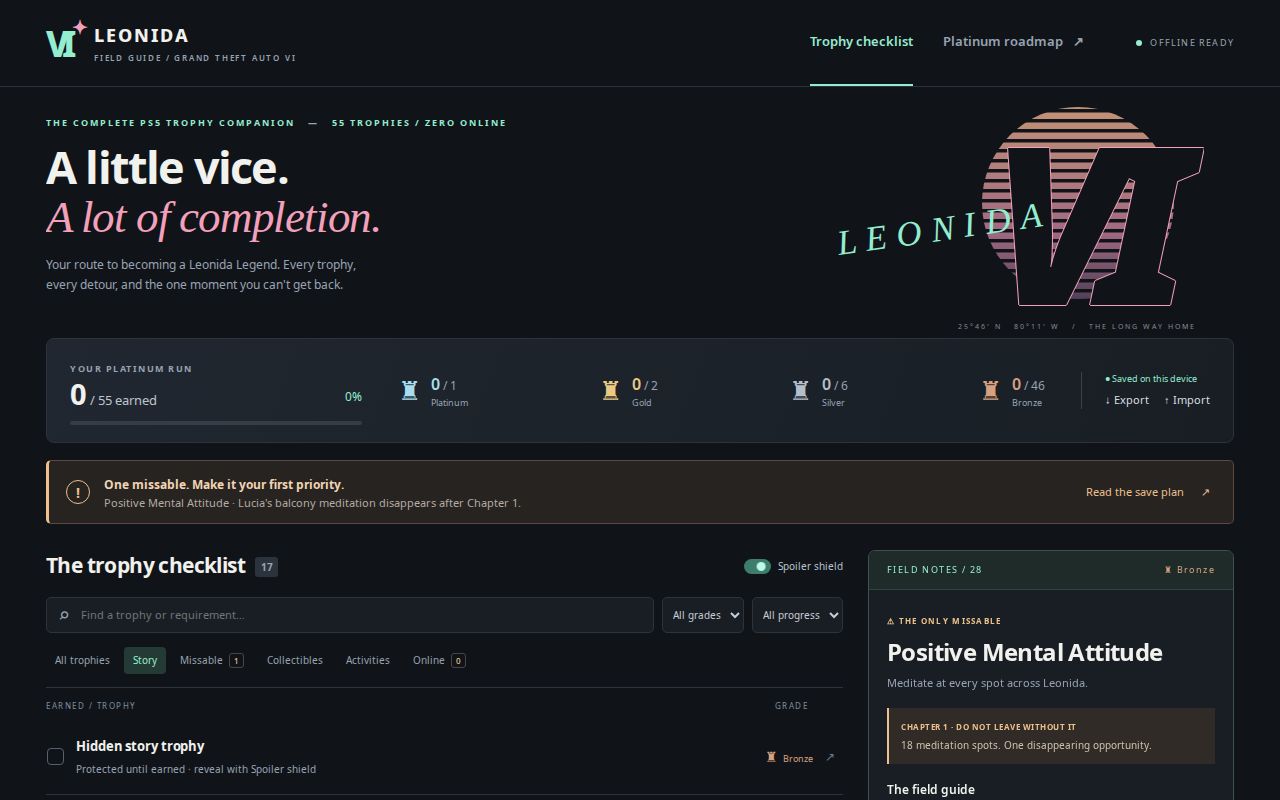 VI LEONIDA
FIELD GUIDE / GRAND THEFT AUTO VI
Trophy checklist
Platinum roadmap ↗
OFFLINE READY
THE COMPLETE PS5 TROPHY COMPANION — 55 TROPHIES / ZERO ONLINE
A little vice.
A lot of completion.
Your route to becoming a Leonida Legend. Every trophy,
every detour, and the one moment you can't get back.
VI
LEONIDA
25°46' N 80°11' W / THE LONG WAY HOME
YOUR PLATINUM RUN
0 / 55 earned
0%
0 / 1
Platinum
0 / 2
Gold
0 / 6
Silver
0 / 46
Bronze
Saved on this device
↓ Export ↑ Import
! One missable. Make it your first priority.
Positive Mental Attitude · Lucia's balcony meditation disappears after Chapter 1.
Read the save plan ↗
The trophy checklist 17
Spoiler shield
Find a trophy or requirement...
All grades
All progress
All trophies Story Missable 1 Collectibles Activities Online 0
EARNED / TROPHY GRADE
Hidden story trophy
Protected until earned · reveal with Spoiler shield
Bronze ↗
FIELD NOTES / 28 Bronze
⚠ THE ONLY MISSABLE
Positive Mental Attitude
Meditate at every spot across Leonida.
CHAPTER 1 · DO NOT LEAVE WITHOUT IT
18 meditation spots. One disappearing opportunity.
The field guide